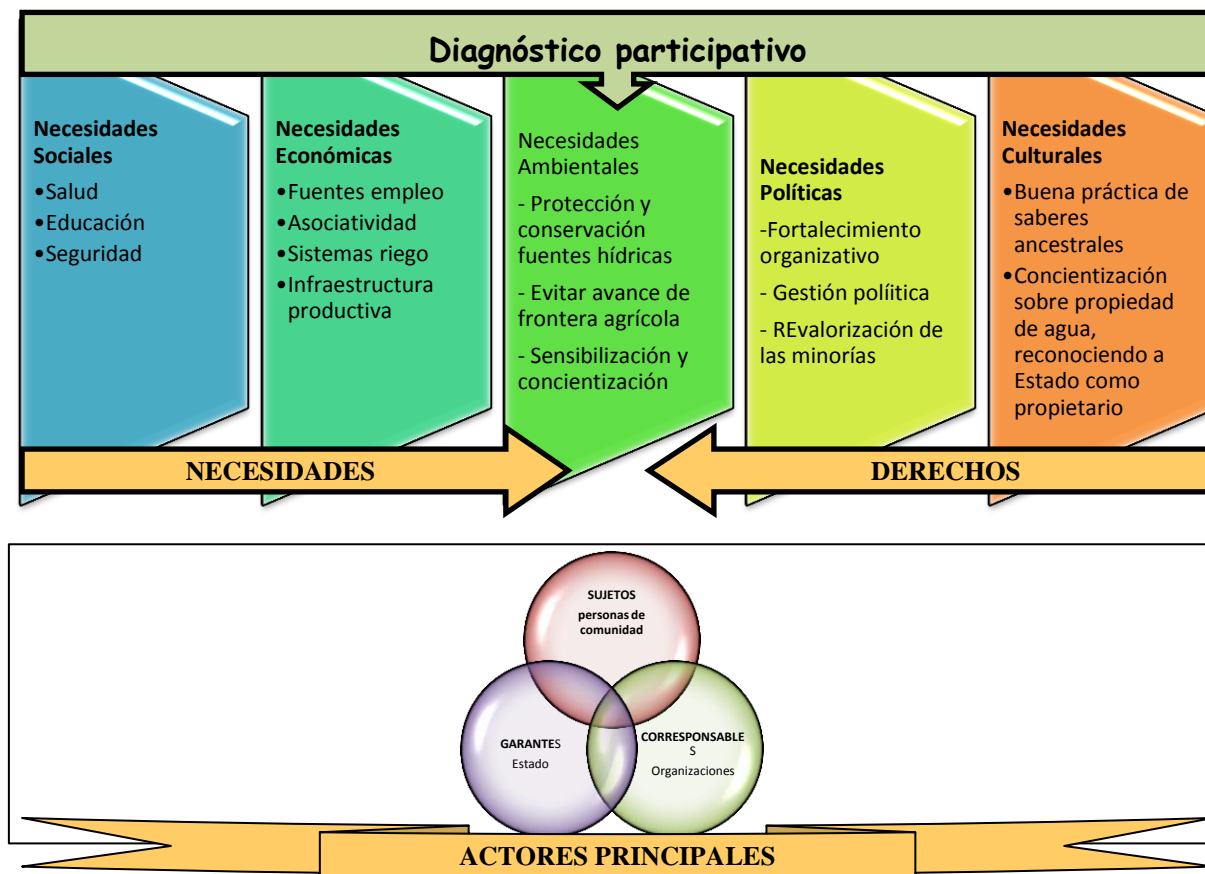 Diagnóstico participativo
Necesidades
Sociales
•Salud
•Educación
•Seguridad
Necesidades
Económicas
•Fuentes empleo
•Asociatividad
•Sistemas riego
•Infraestructura
productiva
Necesidades
Ambientales
- Protección y
conservación
fuentes hídricas
- Evitar avance de
frontera agrícola
- Sensibilización y
concientización
Necesidades
Políticas
-Fortalecimiento
organizativo
- Gestión políitica
- REvalorización de
las minorías
Necesidades
Culturales
•Buena práctica de
saberes
ancestrales
•Concientización
sobre propiedad
de agua,
reconociendo a
Estado como
propietario
NECESIDADES
DERECHOS
SUJETOS
personas de
comunidad
GARANTES
Estado
CORRESPONSABLE
S
Organizaciones
ACTORES PRINCIPALES